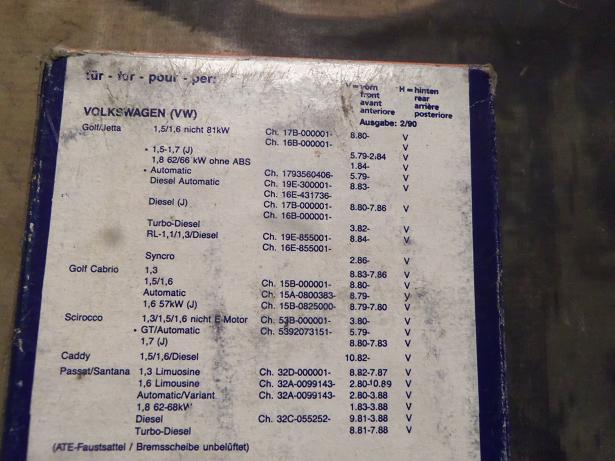 für - for - pour - per:
V = vorn H = hinten
front rear
avant arrière
anteriore posteriore
VOLKSWAGEN (VW) Ausgabe: 2/90
Golf/Jetta 1,5/1,6 nicht 81kW Ch. 17B-000001- 8.80- V
Ch. 16B-000001- V
• 1,5-1,7 (J) 5.79-2.84 V
1,8 62/66 kW ohne ABS 1.84- V
• Automatic Ch. 1793560406- 5.79- V
Diesel Automatic Ch. 19E-300001- 8.83- V
Ch. 16E-431736-
Diesel (J) Ch. 17B-000001- 8.80-7.86 V
Ch. 16B-000001-
Turbo-Diesel 3.82- V
RL-1,1/1,3/Diesel Ch. 19E-855001- 8.84- V
Ch. 16E-855001-
Syncro 2.86- V
Golf Cabrio 1,3 8.83-7.86 V
1,5/1,6 Ch. 15B-000001- 8.80- V
Automatic Ch. 15A-0800383- 8.79- V
1,6 57kW (J) Ch. 15B-0825000- 8.79-7.80 V
Scirocco 1,3/1,5/1,6 nicht E-Motor Ch. 53B-000001- 3.80- V
• GT/Automatic Ch. 5392073151- 5.79- V
1,7 (J) 8.80-7.83 V
Caddy 1,5/1,6/Diesel 10.82- V
Passat/Santana 1,3 Limuosine Ch. 32D-000001- 8.82-7.87 V
1,6 Limousine Ch. 32A-0099143- 2.80-10.89 V
Automatic/Variant Ch. 32A-0099143- 2.80-3.88 V
1,8 62-68kW 1.83-3.88 V
Diesel Ch. 32C-055252- 9.81-3.88 V
Turbo-Diesel 8.81-7.88 V
(ATE-Faustsattel / Bremsscheibe unbelüftet)